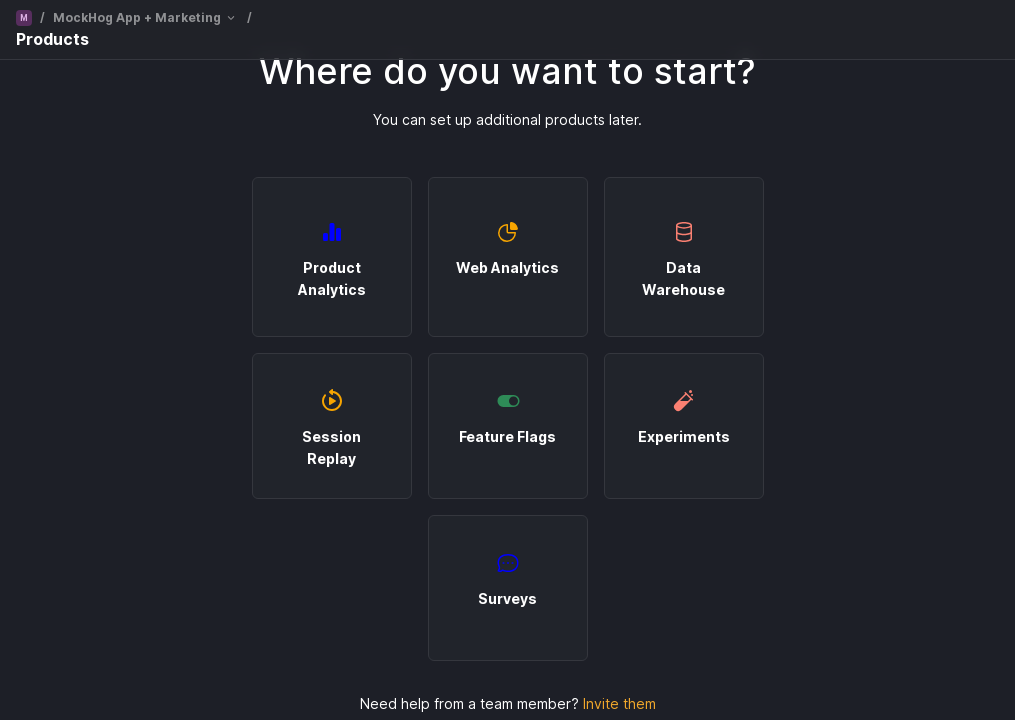 M / MockHog App + Marketing /
Products
Where do you want to start?
You can set up additional products later.
Product
Analytics
Web Analytics
Data
Warehouse
Session
Replay
Feature Flags
Experiments
Surveys
Need help from a team member? Invite them